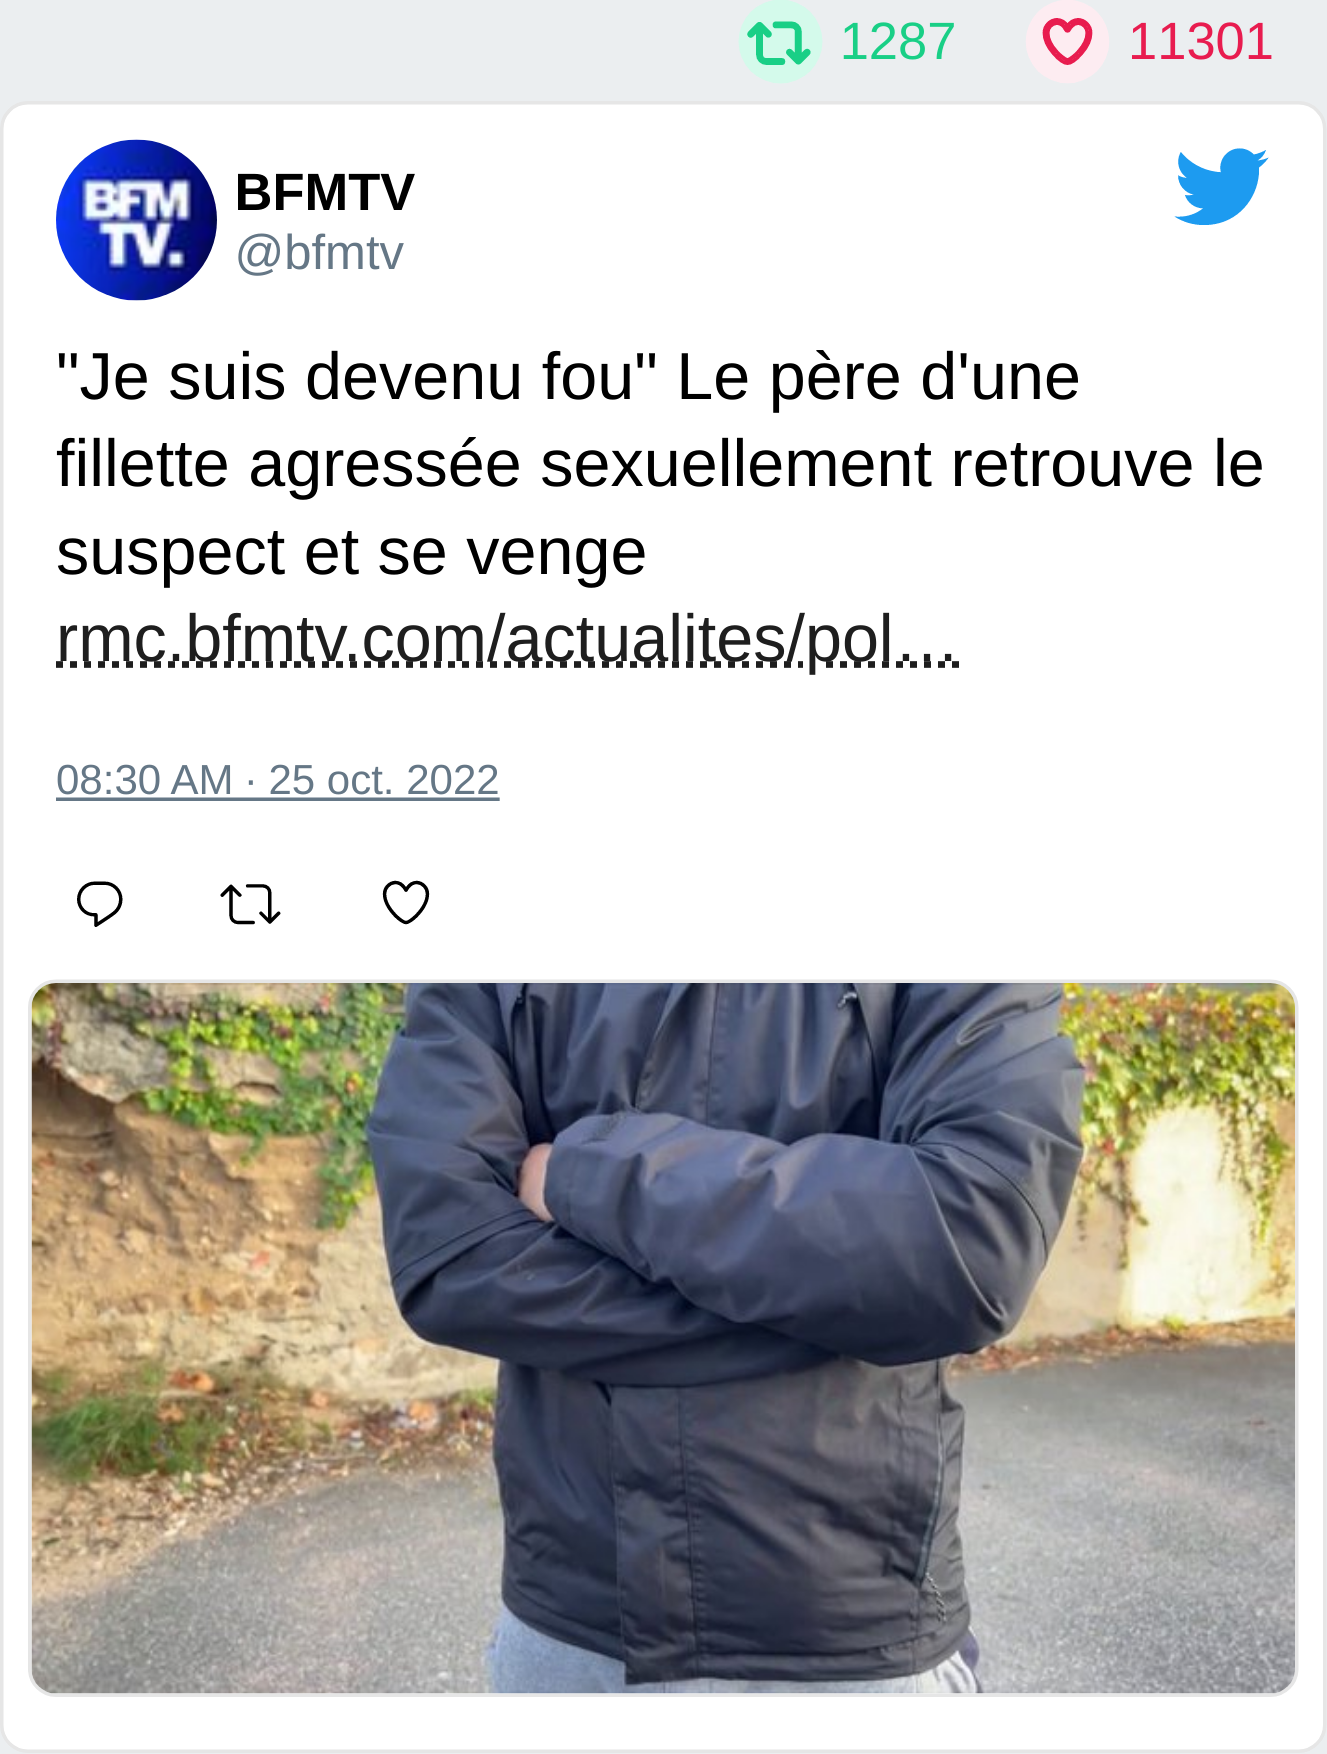 1287 11301
BFM
TV.
BFMTV
@bfmtv
"Je suis devenu fou" Le père d'une
fillette agressée sexuellement retrouve le
suspect et se venge
rmc.bfmtv.com/actualites/pol…
08:30 AM · 25 oct. 2022